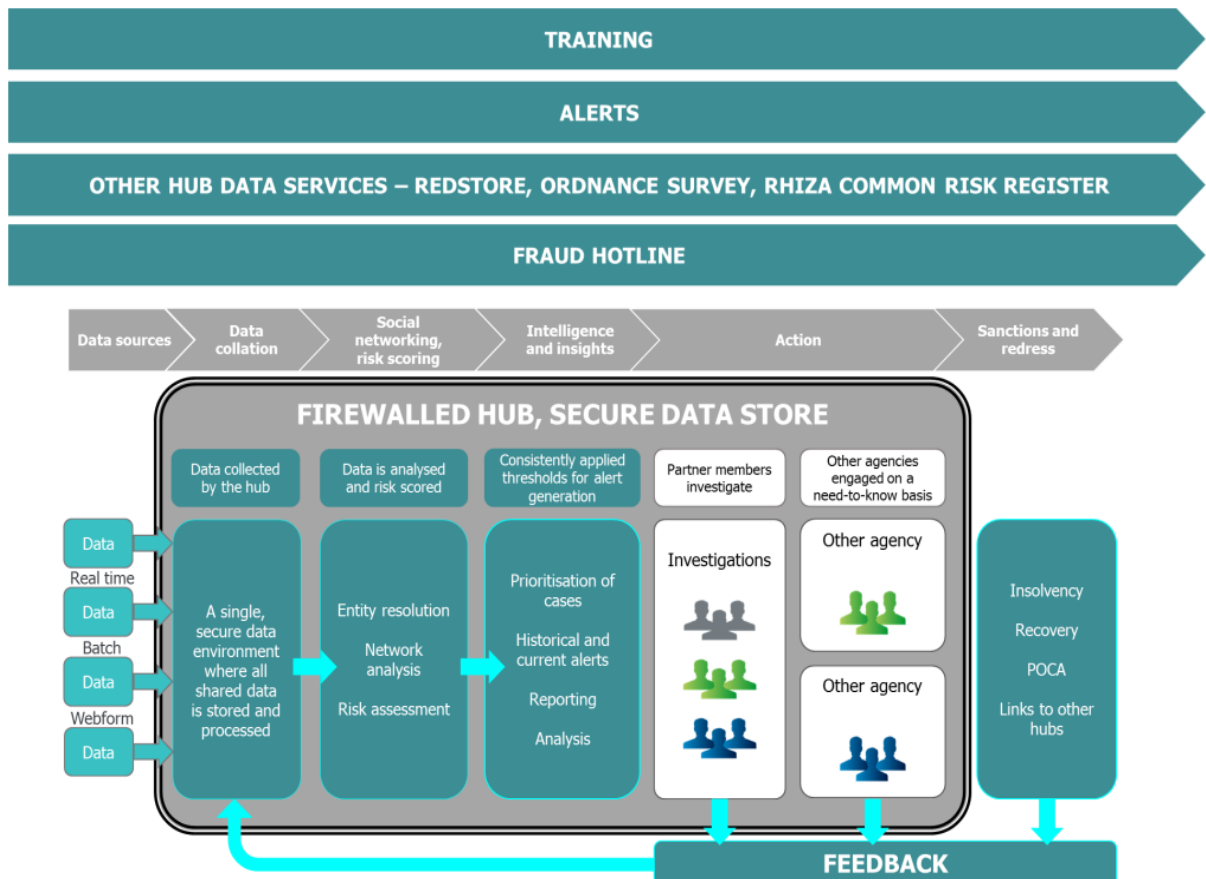 TRAINING
ALERTS
OTHER HUB DATA SERVICES – REDSTORE, ORDNANCE SURVEY, RHIZA COMMON RISK REGISTER
FRAUD HOTLINE
Data sources
Data
collation
Social
networking,
risk scoring
Intelligence
and insights
Action
Sanctions and
redress
FIREWALLED HUB, SECURE DATA STORE
Data collected
by the hub
Data is analysed
and risk scored
Consistently applied
thresholds for alert
generation
Partner members
investigate
Other agencies
engaged on a
need-to-know basis
Data
Real time
Data
Batch
Data
Webform
Data
A single,
secure data
environment
where all
shared data
is stored and
processed
Entity resolution
Network
analysis
Risk assessment
Prioritisation of
cases
Historical and
current alerts
Reporting
Analysis
Investigations
Other agency
Other agency
Insolvency
Recovery
POCA
Links to other
hubs
FEEDBACK